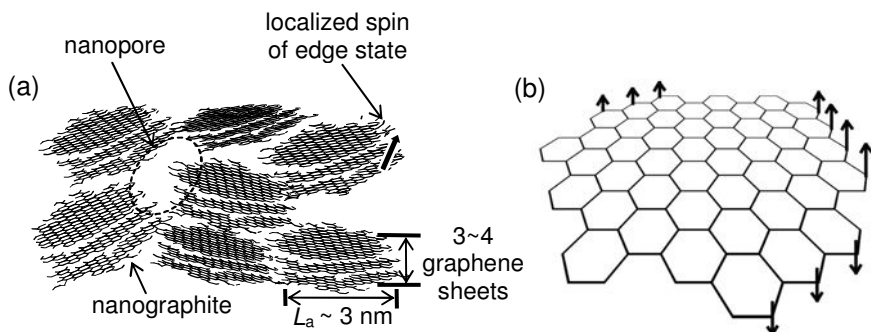 (a)
nanopore
localized spin
of edge state
nanographite
3~4
graphene
sheets
Lₐ ~ 3 nm
(b)